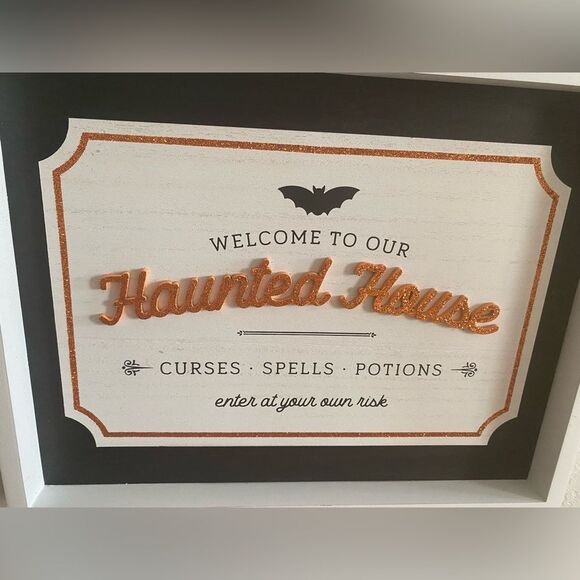 WELCOME TO OUR
Haunted House
CURSES · SPELLS · POTIONS
enter at your own risk